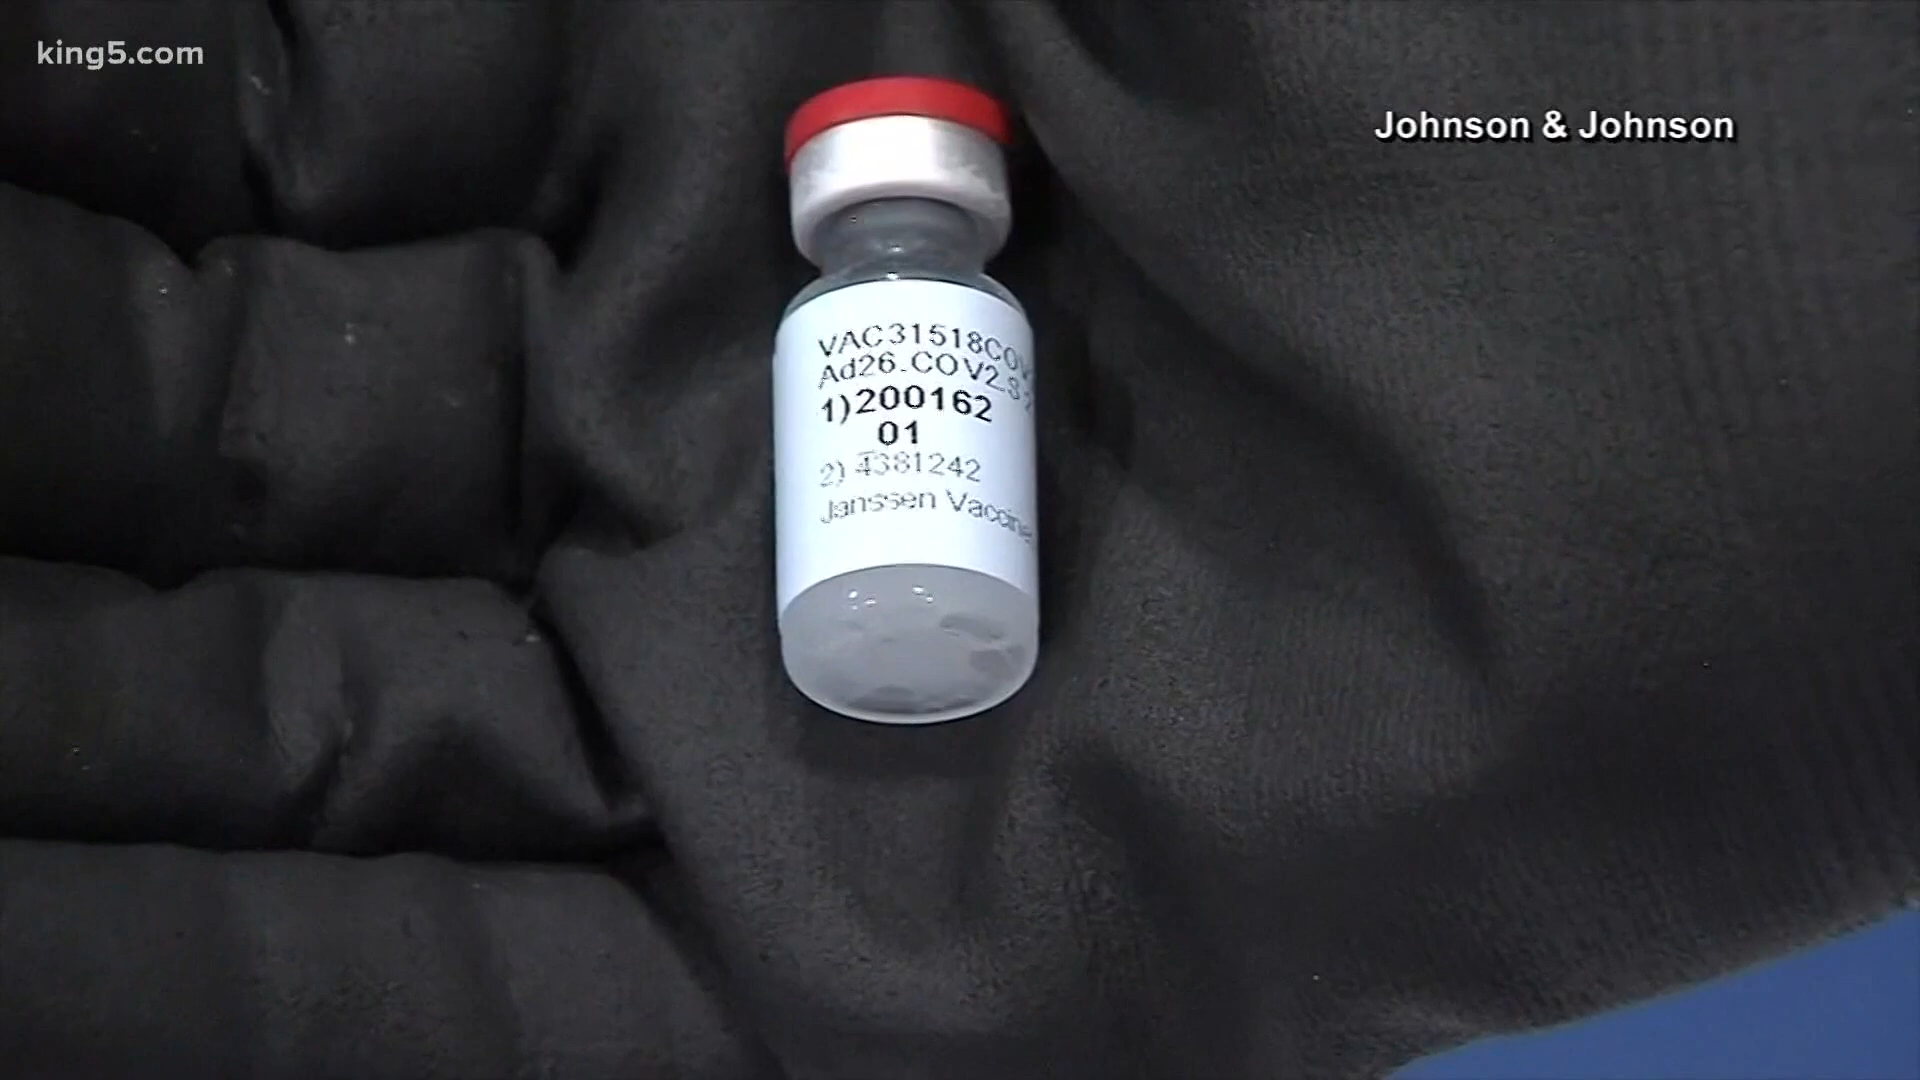 king5.com
Johnson & Johnson
VAC31518COV
Ad26.COV2.S
1)200162
01
2) 4381242
Janssen Vaccine